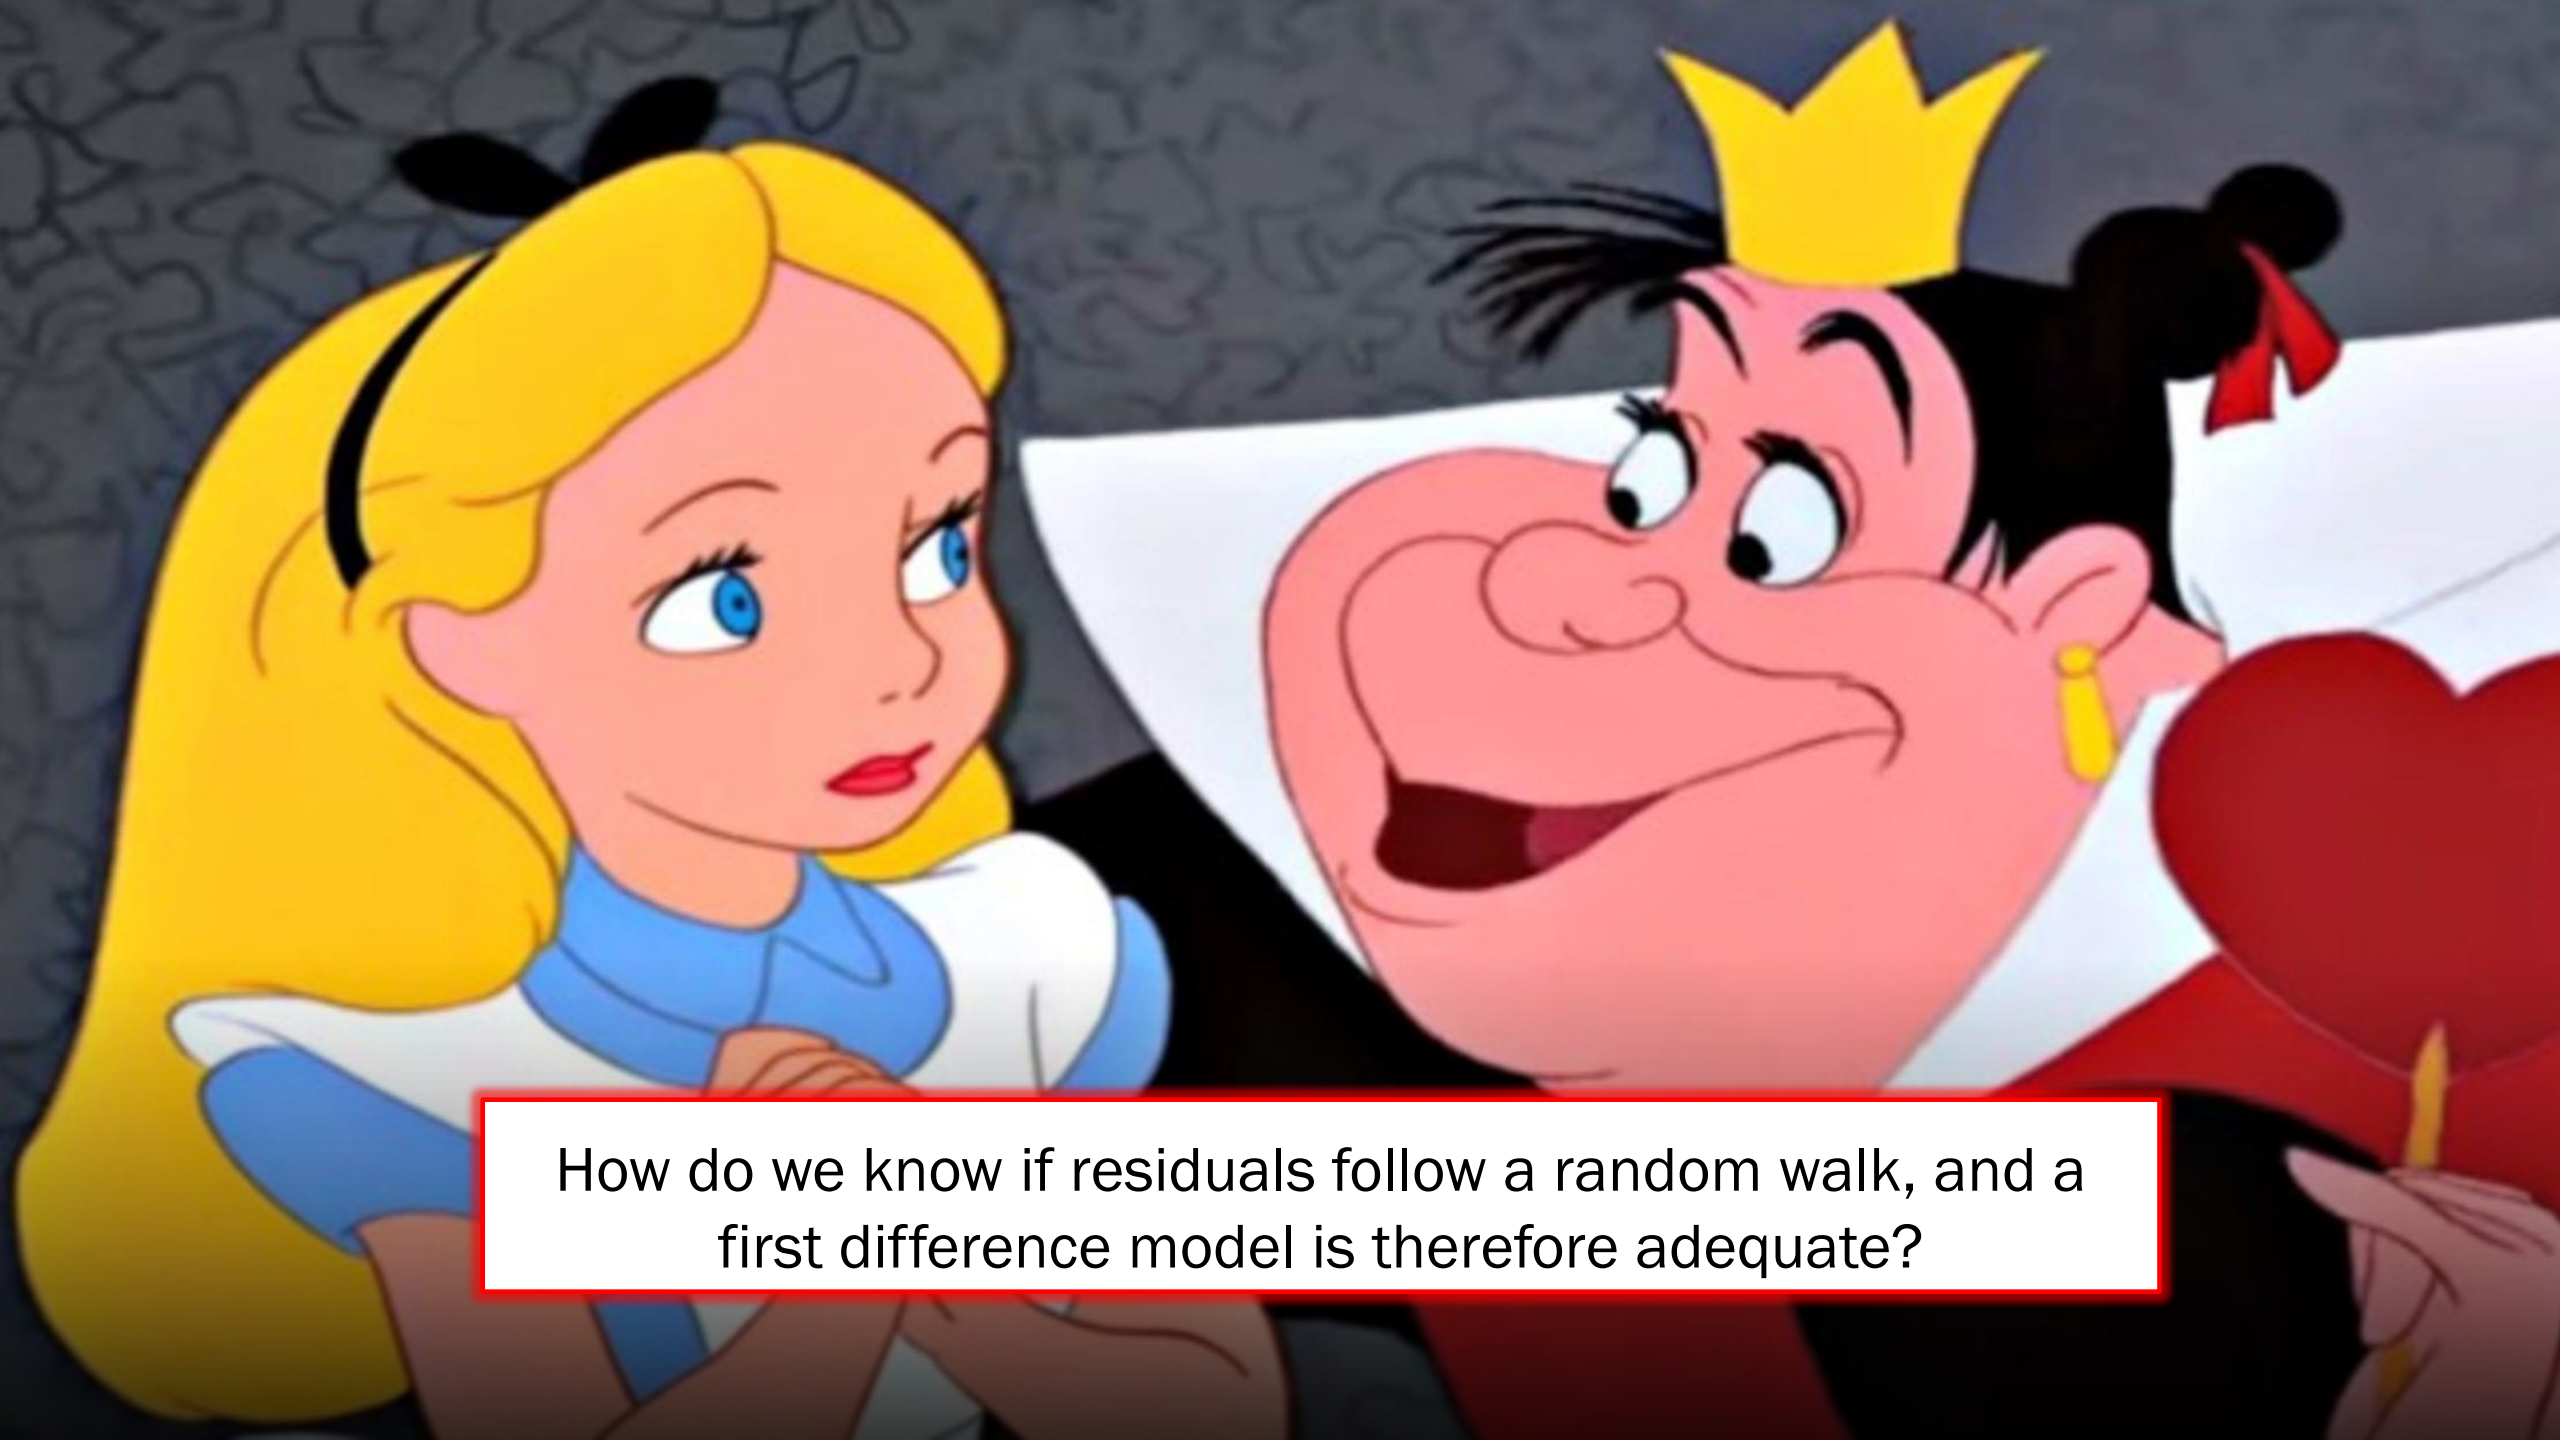 How do we know if residuals follow a random walk, and a
first difference model is therefore adequate?